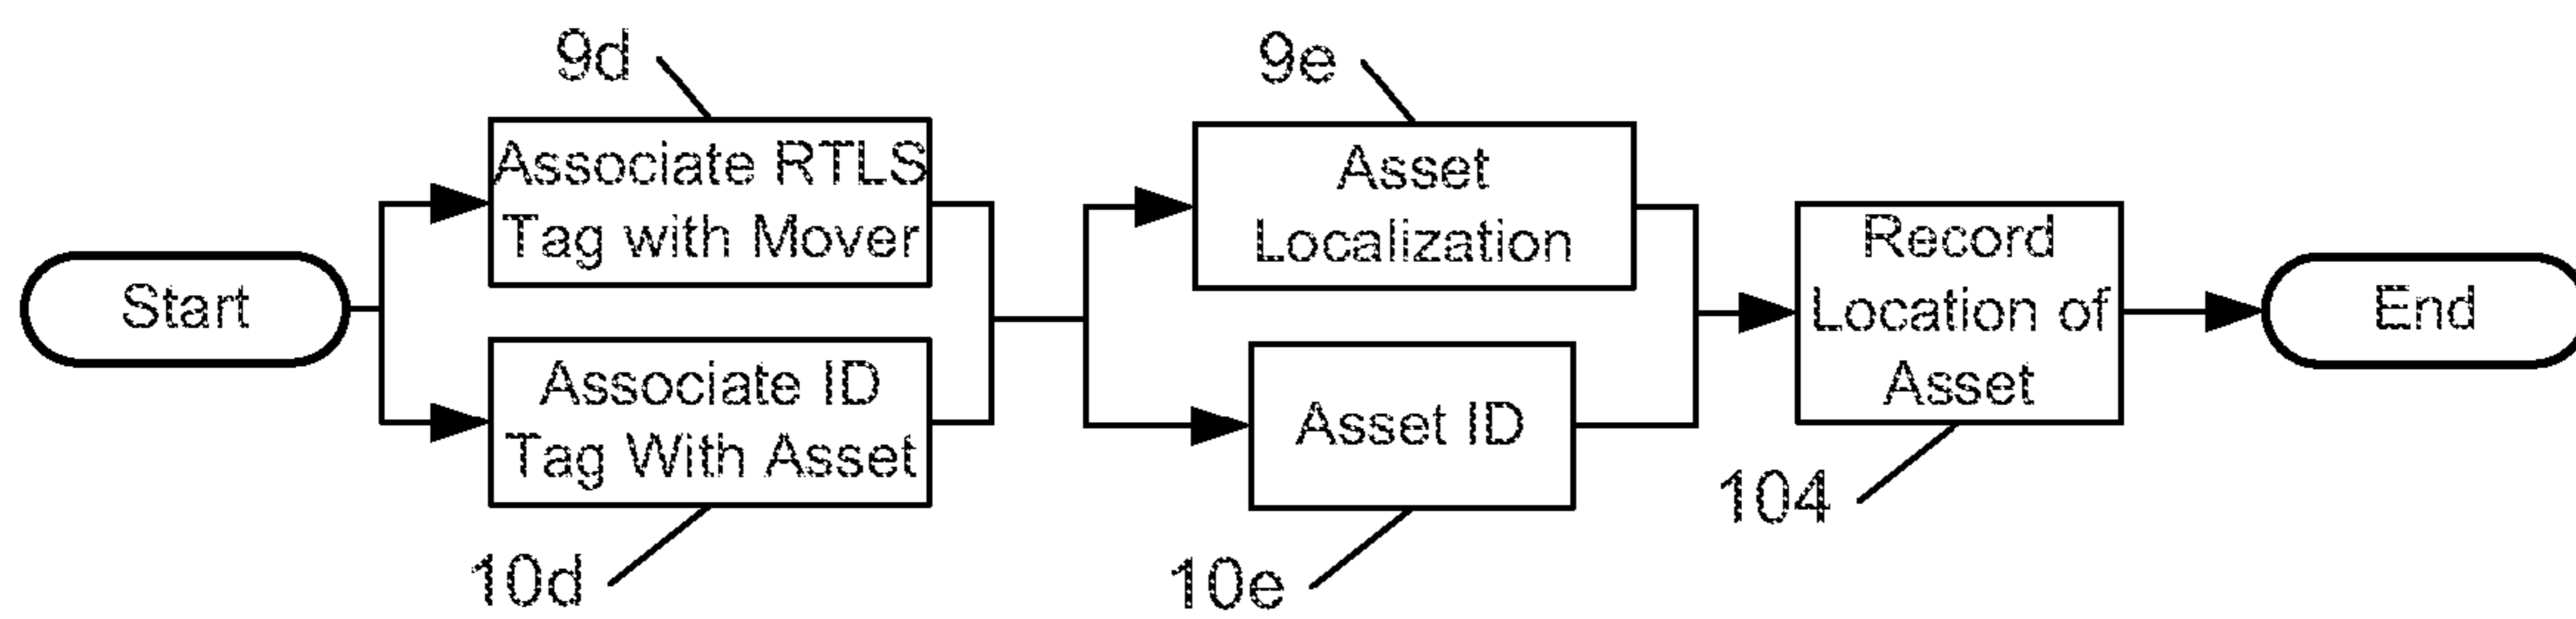 9d
9e
Associate RTLS
Tag with Mover
Asset
Localization
Start
Record
Location of
Asset
End
Associate ID
Tag With Asset
Asset ID
10d
10e
104